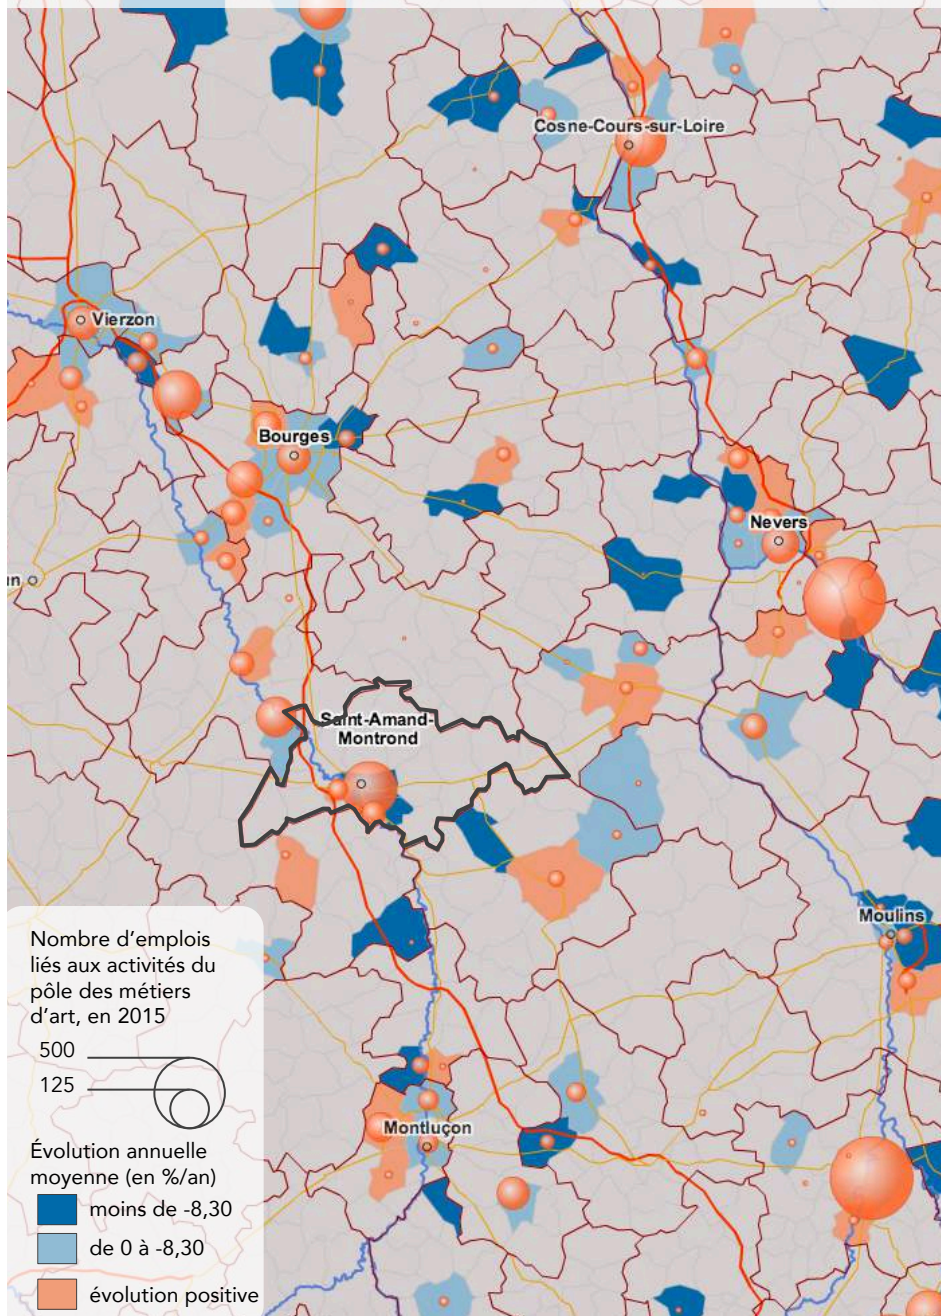 Cosne-Cours-sur-Loire
Vierzon
Bourges
Nevers
n
Saint-Amand-
Montrond
Moulins
Montluçon
Nombre d'emplois
liés aux activités du
pôle des métiers
d'art, en 2015
500
125
Évolution annuelle
moyenne (en %/an)
moins de -8,30
de 0 à -8,30
évolution positive